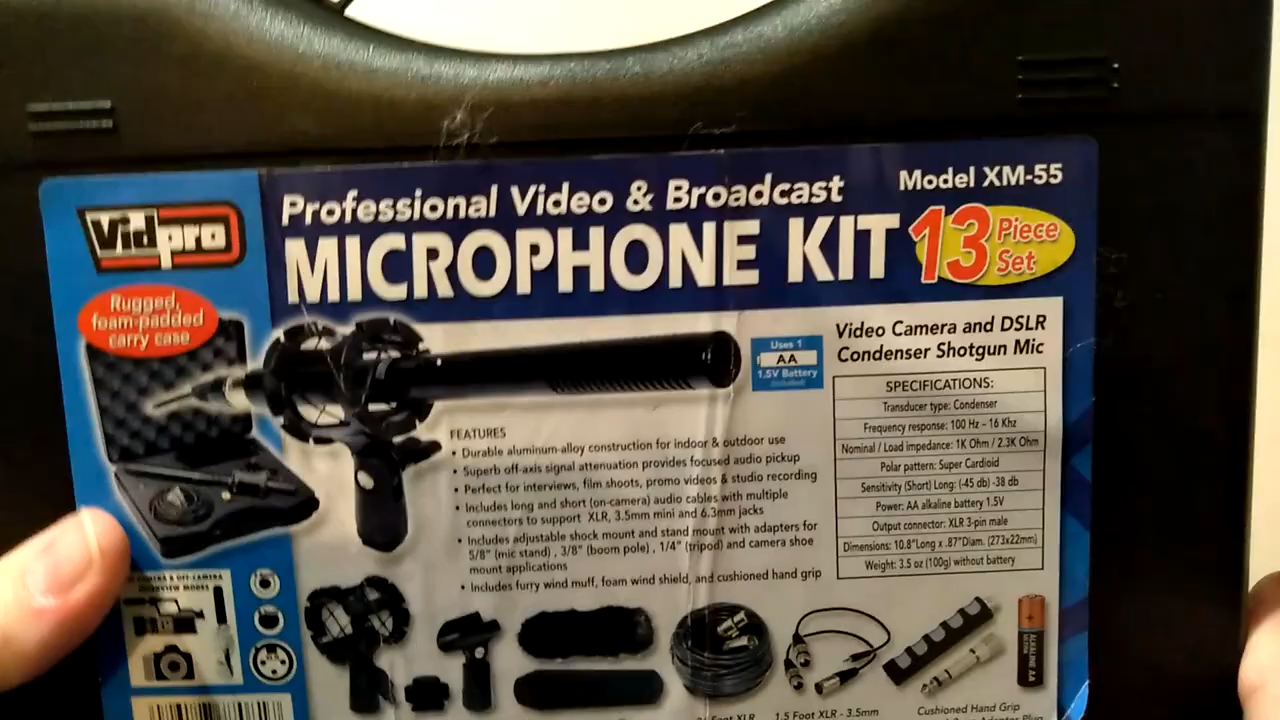 Professional Video & Broadcast
Model XM-55
MICROPHONE KIT
13 Piece
Set
Vidpro
Rugged,
foam-padded
carry case
Uses 1
AA
1.5V Battery
Video Camera and DSLR
Condenser Shotgun Mic
SPECIFICATIONS:
Transducer type: Condenser
Frequency response: 100 Hz – 16 Khz
Nominal / Load impedance: 1K Ohm / 2.3K Ohm
Polar pattern: Super Cardioid
Sensitivity (Short) Long: (-45 db) -38 db
Power: AA alkaline battery 1.5V
Output connector: XLR 3-pin male
Dimensions: 10.8"Long x .87"Diam. (273x22mm)
Weight: 3.5 oz (100g) without battery
FEATURES
• Durable aluminum-alloy construction for indoor & outdoor use
• Superb off-axis signal attenuation provides focused audio pickup
• Perfect for interviews, film shoots, promo videos & studio recording
• Includes long and short (on-camera) audio cables with multiple
connectors to support XLR, 3.5mm mini and 6.3mm jacks
• Includes adjustable shock mount and stand mount with adapters for
5/8" (mic stand) , 3/8" (boom pole) , 1/4" (tripod) and camera shoe
mount applications
• Includes furry wind muff, foam wind shield, and cushioned hand grip
ALKALINE AA
Foot XLR
1.5 Foot XLR - 3.5mm
Cushioned Hand Grip